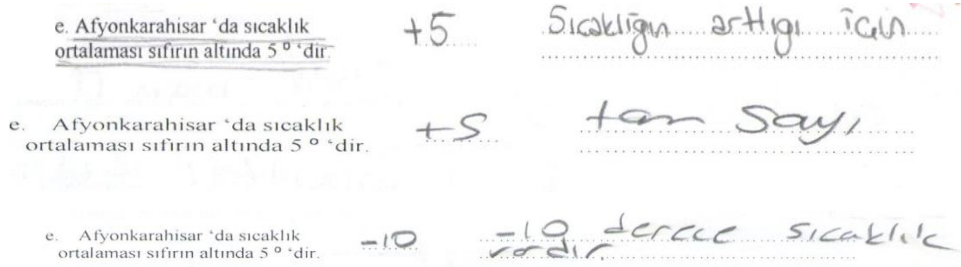 e. Afyonkarahisar ‘da sıcaklık
ortalaması sıfırın altında 5 ° ‘dir
+5
Sıcaklığın arttığı için
e. Afyonkarahisar ‘da sıcaklık
ortalaması sıfırın altında 5 ° ‘dir.
+5
tam sayı
e. Afyonkarahisar ‘da sıcaklık
ortalaması sıfırın altında 5 ° ‘dir.
-10
-10 derece sıcaklık
vardır.